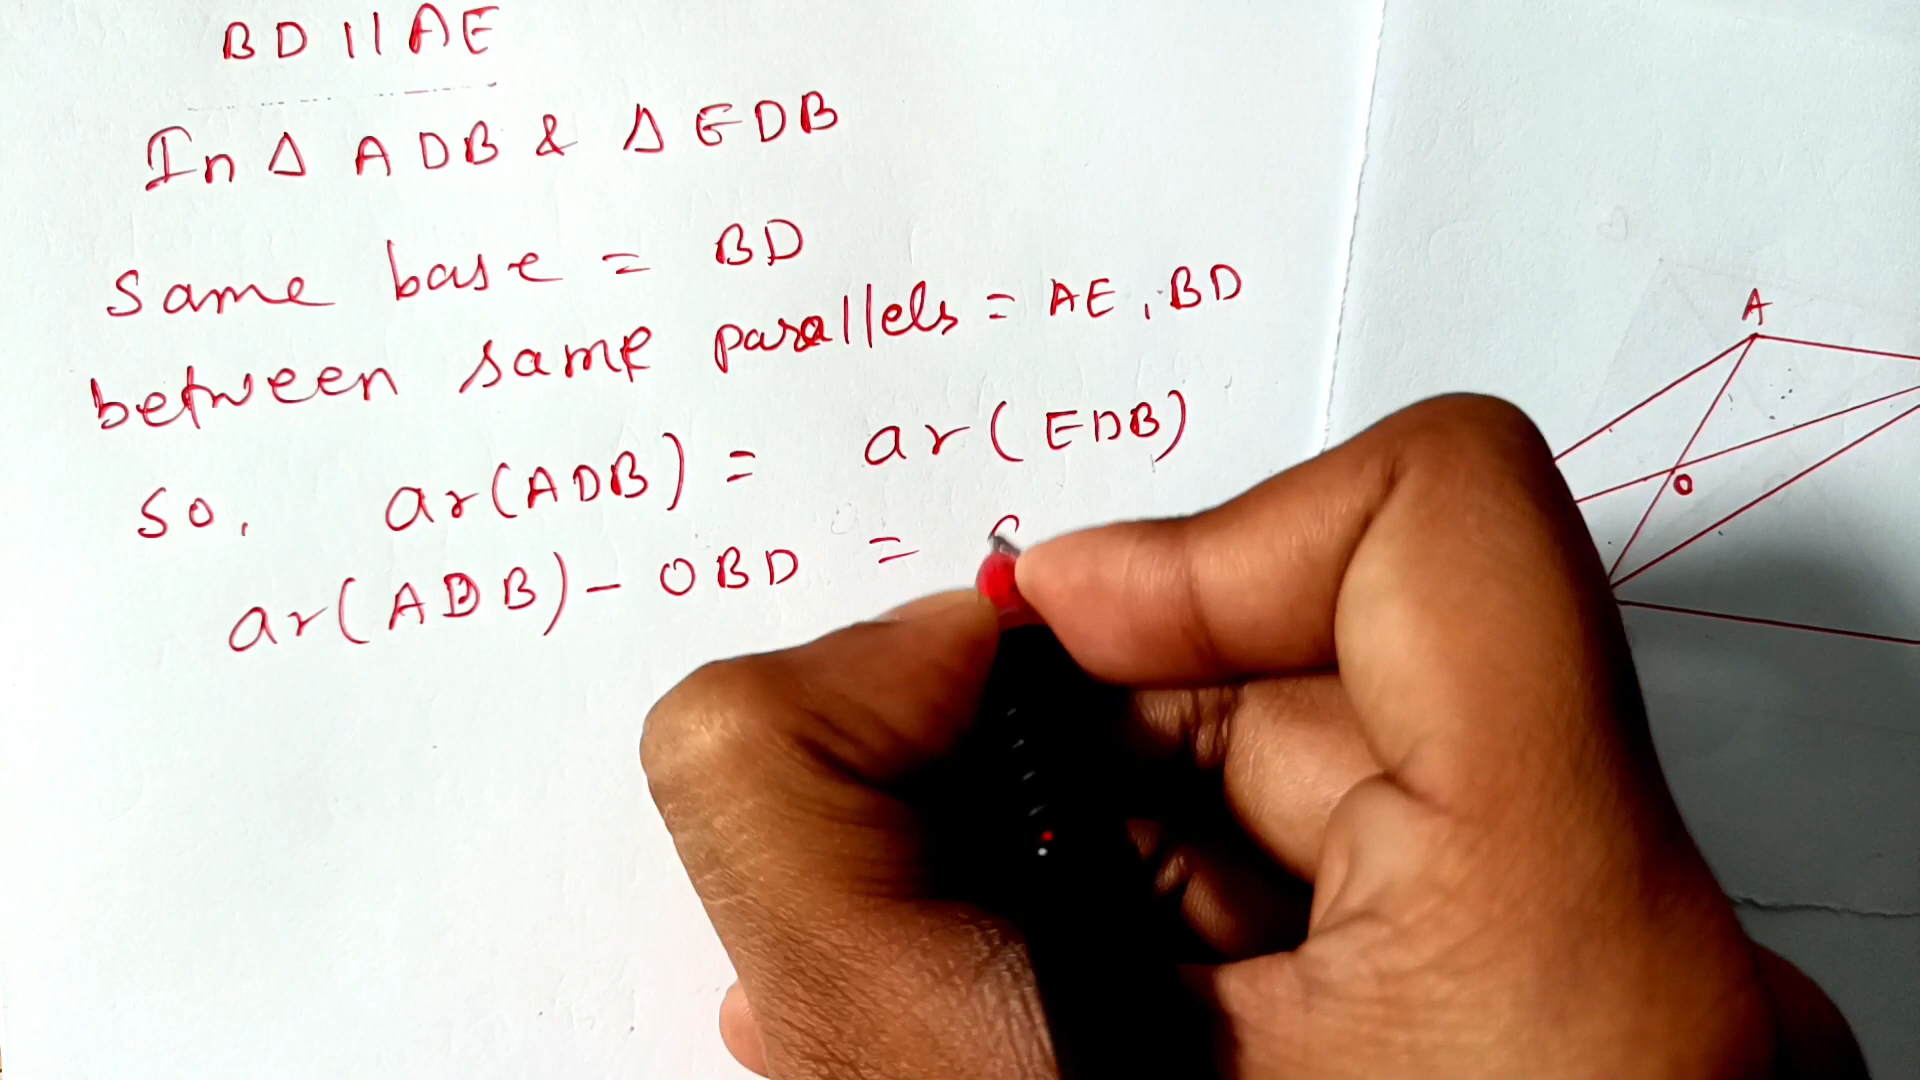 BD || AE
In Δ ADB & Δ EDB
Same base = BD
between same parallels = AE, BD
So, ar(ADB) = ar(EDB)
ar(ADB) - OBD =
A
O